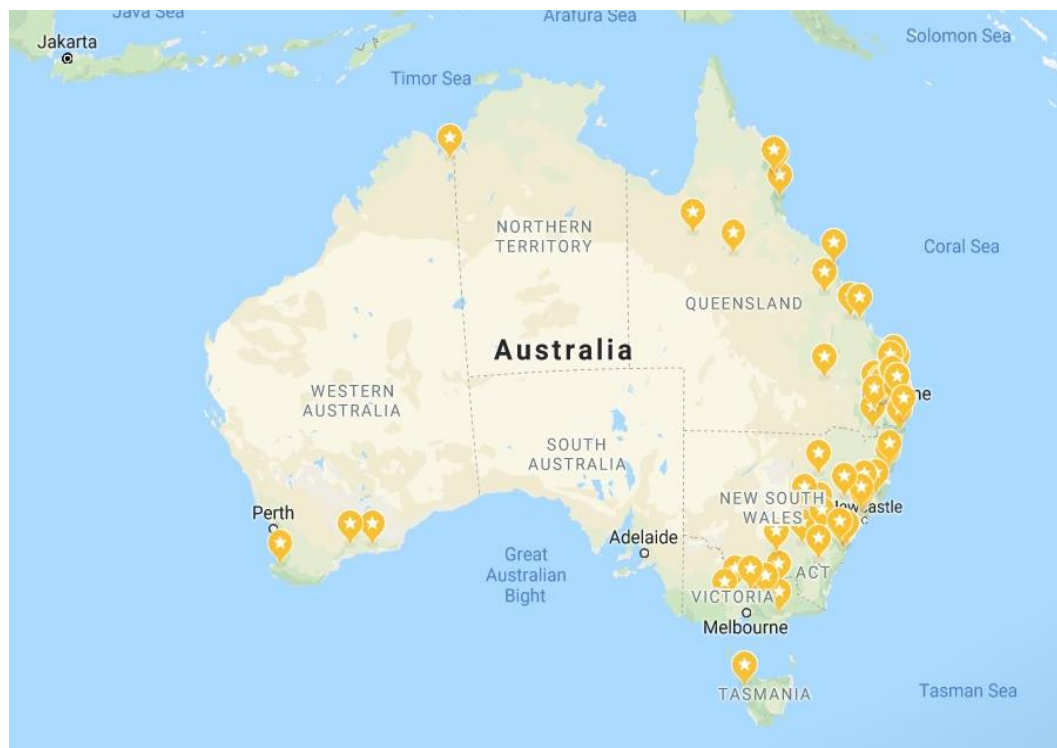 Java Sea
Arafura Sea
Jakarta
Solomon Sea
Timor Sea
NORTHERN
TERRITORY
Coral Sea
QUEENSLAND
Australia
WESTERN
AUSTRALIA
SOUTH
AUSTRALIA
NEW SOUTH
WALES
Perth
Adelaide
Great
Australian
Bight
ACT
VICTORIA
Melbourne
TASMANIA
Tasman Sea